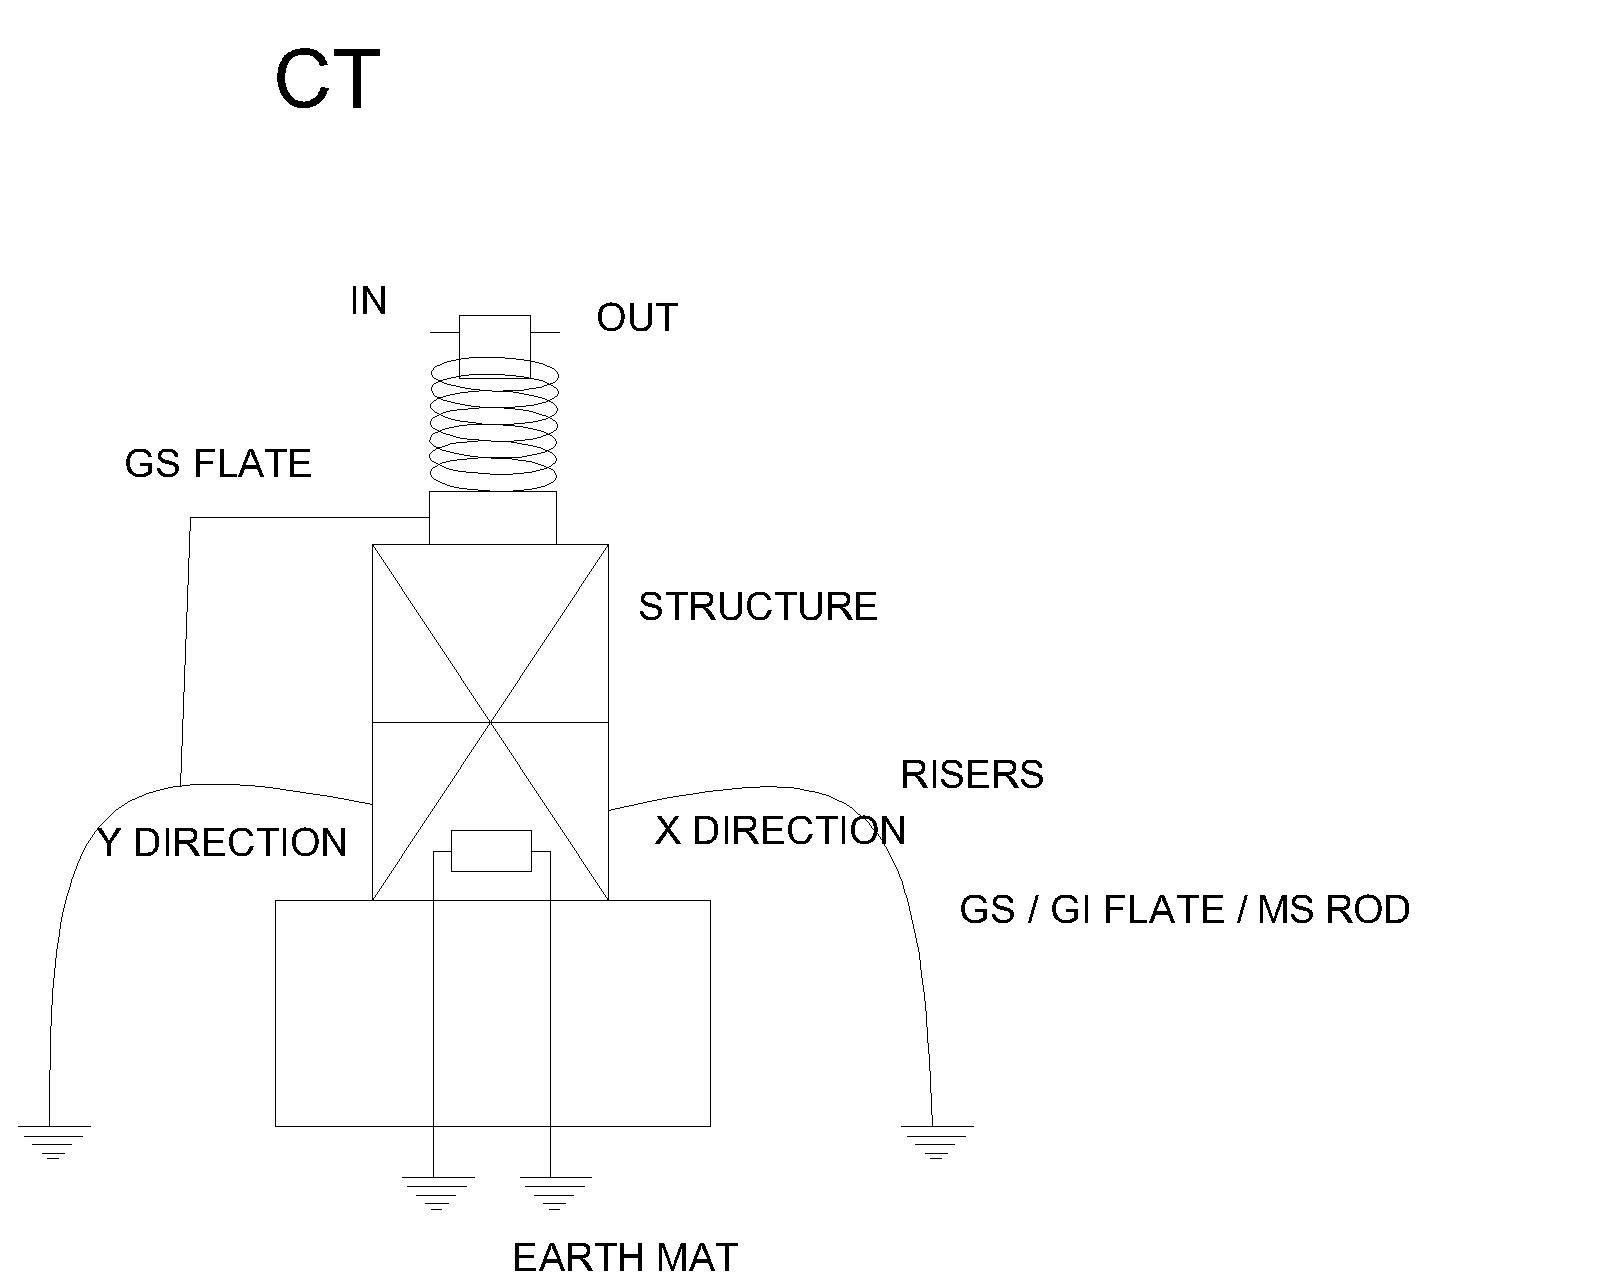 CT
IN
OUT
GS FLATE
STRUCTURE
RISERS
Y DIRECTION
X DIRECTION
GS / GI FLATE / MS ROD
EARTH MAT